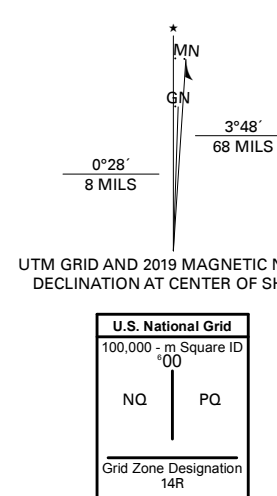 ★
MN
GN
3°48´
68 MILS
0°28´
8 MILS
UTM GRID AND 2019 MAGNETIC
DECLINATION AT CENTER OF
U.S. National Grid
100,000 - m Square ID
⁶00
NQ PQ
Grid Zone Designation
14R